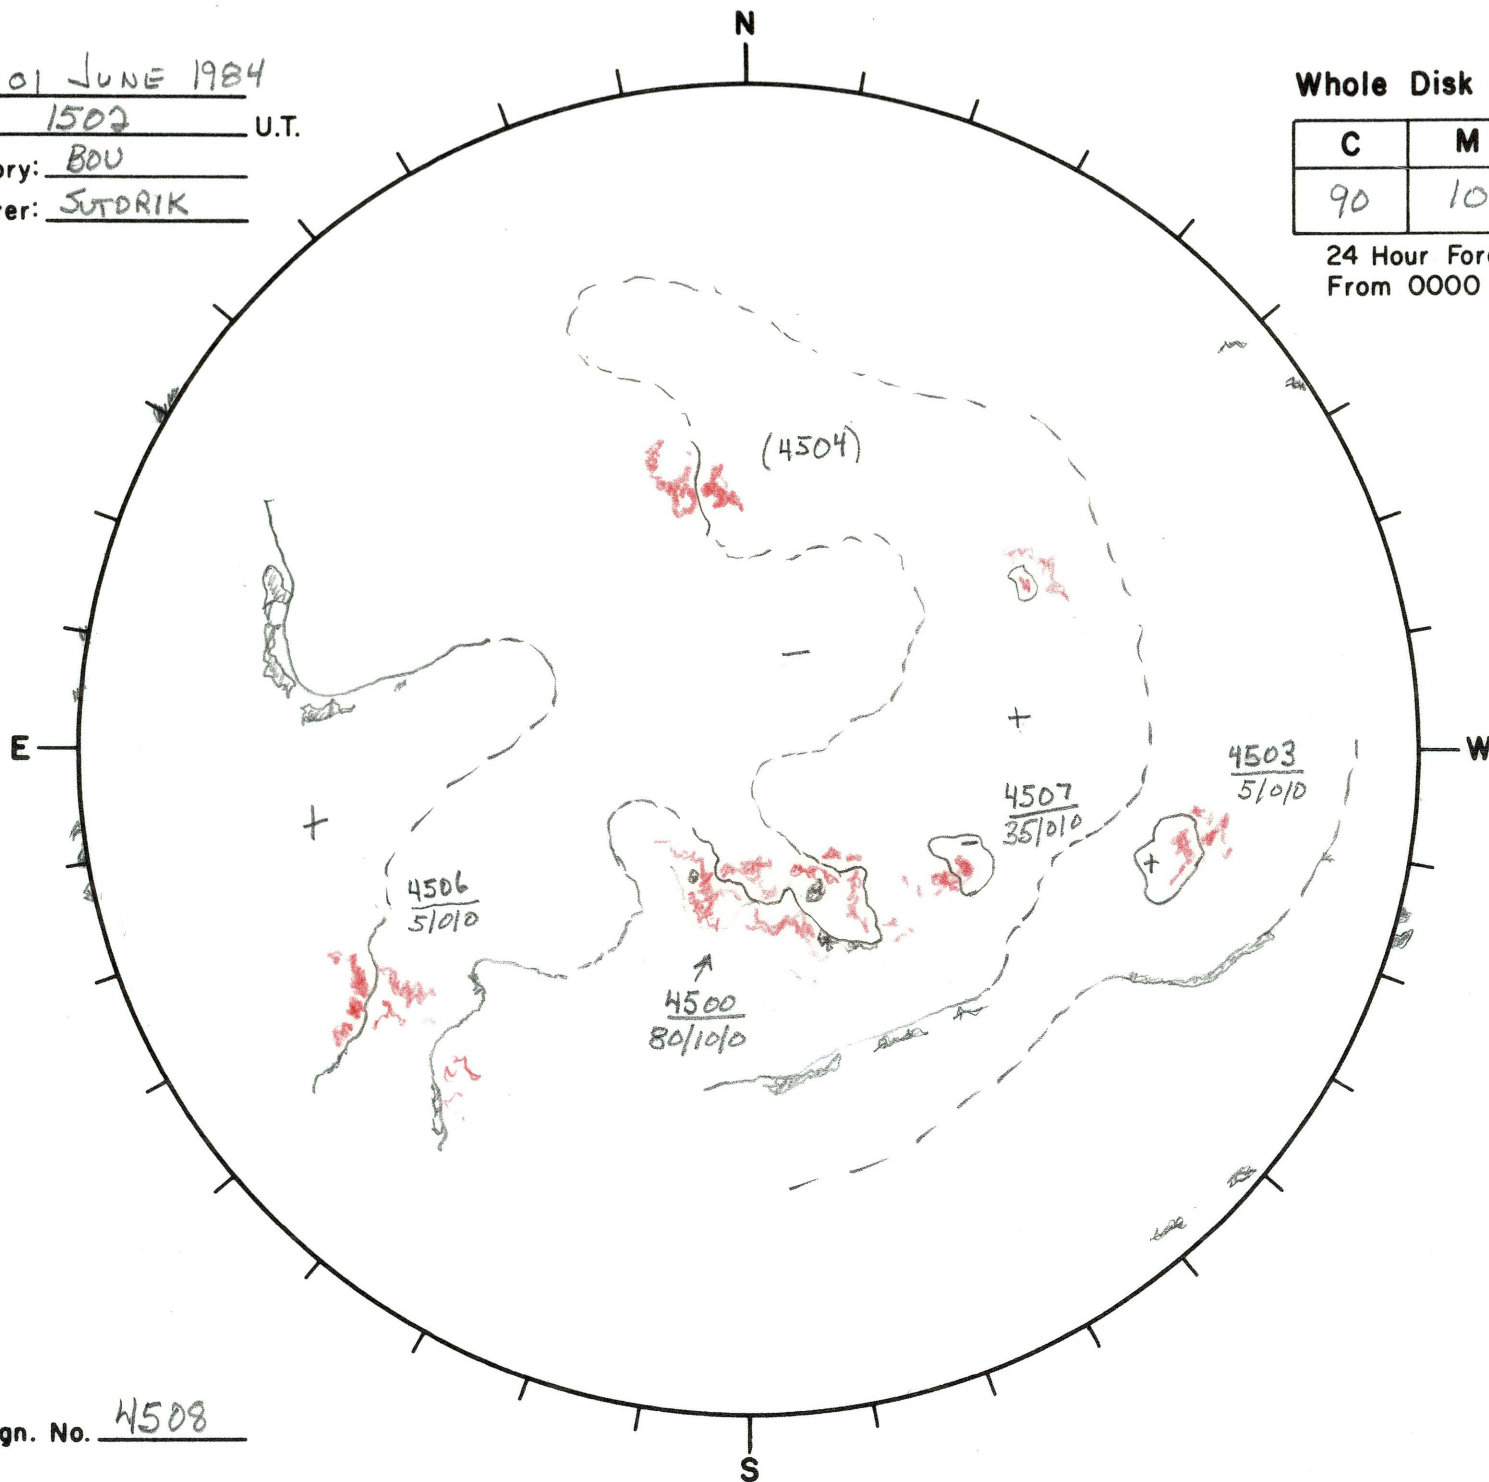 N
01 JUNE 1984
1502 U.T.
ory: BOU
er: SUTORIK
Whole Disk
C M
90 10
24 Hour Fore
From 0000
(4504)
E
W
4503
5/0/0
4507
35/0/0
4506
5/0/0
4500
80/10/0
gn. No. 4508
S